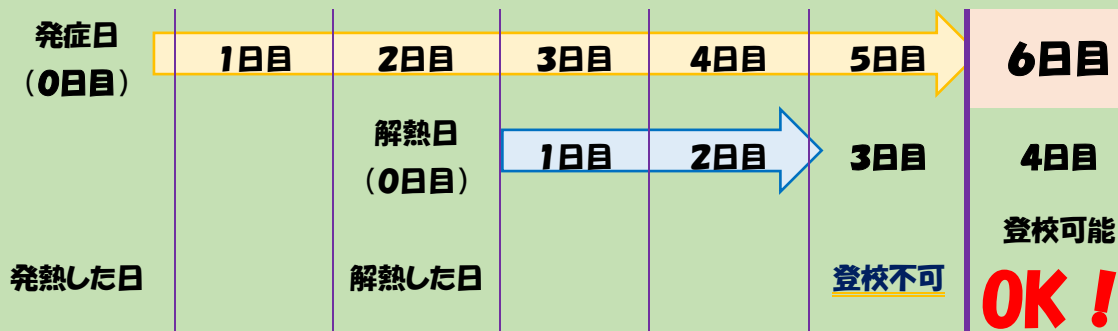 発症日
(0日目)
1日目
2日目
3日目
4日目
5日目
6日目
解熱日
(0日目)
1日目
2日目
3日目
4日目
発熱した日
解熱した日
登校不可
登校可能
OK！